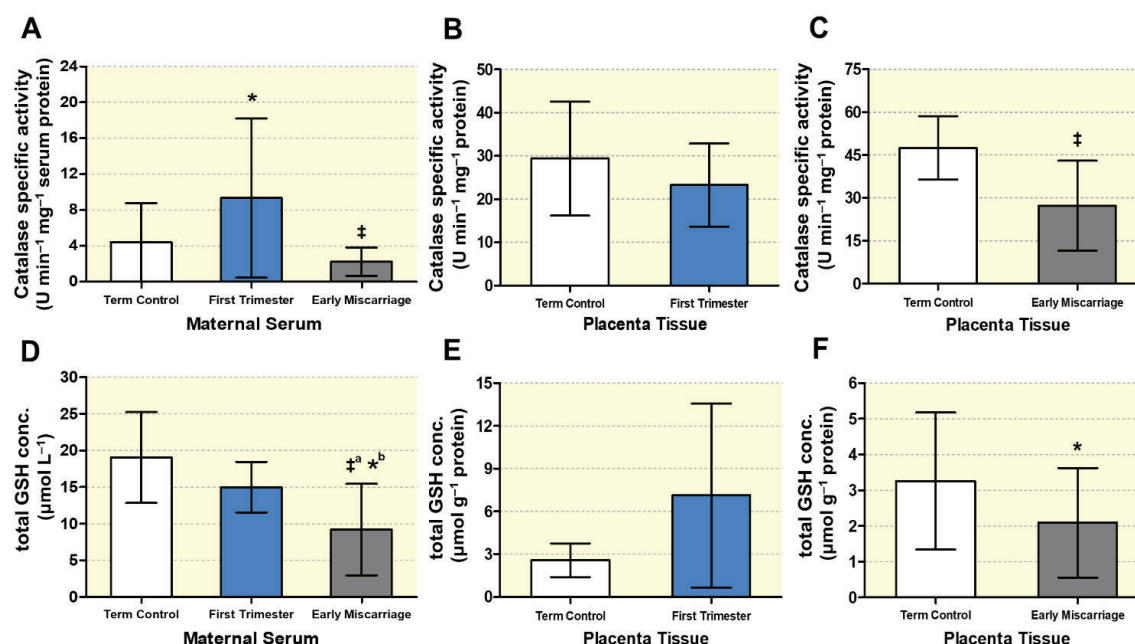 A
Catalase specific activity
(U min⁻¹ mg⁻¹ serum protein)
24
20
16
12
8
4
0
*
‡
Term Control
First Trimester
Early Miscarriage
Maternal Serum
B
Catalase specific activity
(U min⁻¹ mg⁻¹ protein)
50
40
30
20
10
0
Term Control
First Trimester
Placenta Tissue
C
Catalase specific activity
(U min⁻¹ mg⁻¹ protein)
75
60
45
30
15
0
‡
Term Control
Early Miscarriage
Placenta Tissue
D
total GSH conc.
(µmol L⁻¹)
30
25
20
15
10
5
0
‡ᵃ *ᵇ
Term Control
First Trimester
Early Miscarriage
Maternal Serum
E
total GSH conc.
(µmol g⁻¹ protein)
15
12
9
6
3
0
Term Control
First Trimester
Placenta Tissue
F
total GSH conc.
(µmol g⁻¹ protein)
6
5
4
3
2
1
0
*
Term Control
Early Miscarriage
Placenta Tissue